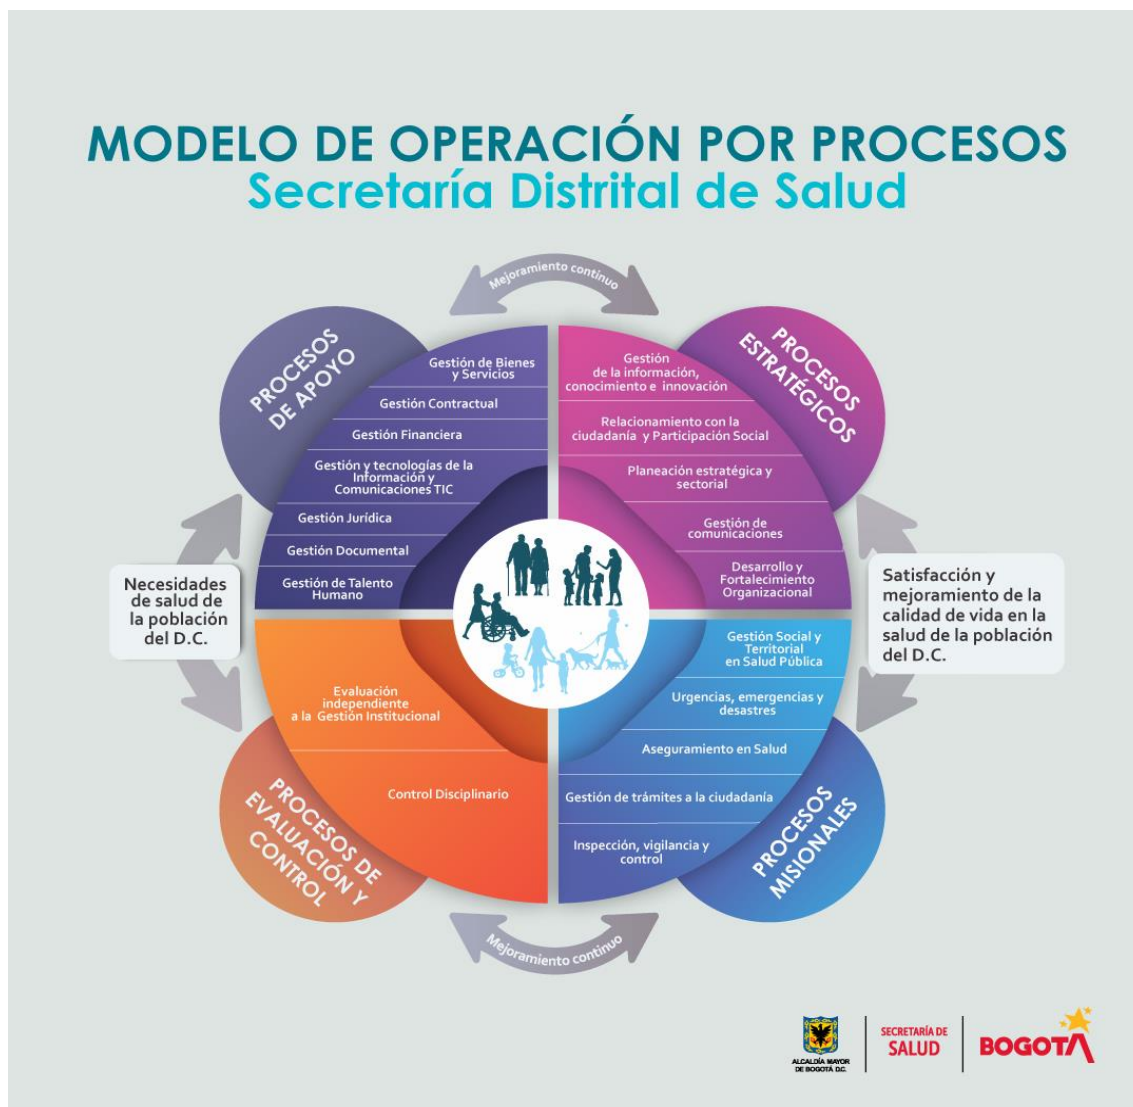 MODELO DE OPERACIÓN POR PROCESOS
Secretaría Distrital de Salud
Mejoramiento continuo
PROCESOS
DE APOYO
Gestión de Bienes
y Servicios
Gestión Contractual
Gestión Financiera
Gestión y tecnologías de la
Información y
Comunicaciones TIC
Gestión Jurídica
Gestión Documental
Gestión de Talento
Humano
PROCESOS
ESTRATÉGICOS
Gestión
de la información,
conocimiento e innovación
Relacionamiento con la
ciudadanía y Participación Social
Planeación estratégica y
sectorial
Gestión de
comunicaciones
Desarrollo y
Fortalecimiento
Organizacional
Necesidades
de salud de
la población
del D.C.
Satisfacción y
mejoramiento de la
calidad de vida en la
salud de la población
del D.C.
Evaluación
independiente
a la Gestión Institucional
Control Disciplinario
PROCESOS DE
EVALUACIÓN Y
CONTROL
Gestión Social y
Territorial
en Salud Pública
Urgencias, emergencias y
desastres
Aseguramiento en Salud
Gestión de trámites a la ciudadanía
Inspección, vigilancia y
control
PROCESOS
MISIONALES
Mejoramiento continuo
ALCALDÍA MAYOR
DE BOGOTÁ D.C.
SECRETARÍA DE
SALUD
BOGOTÁ